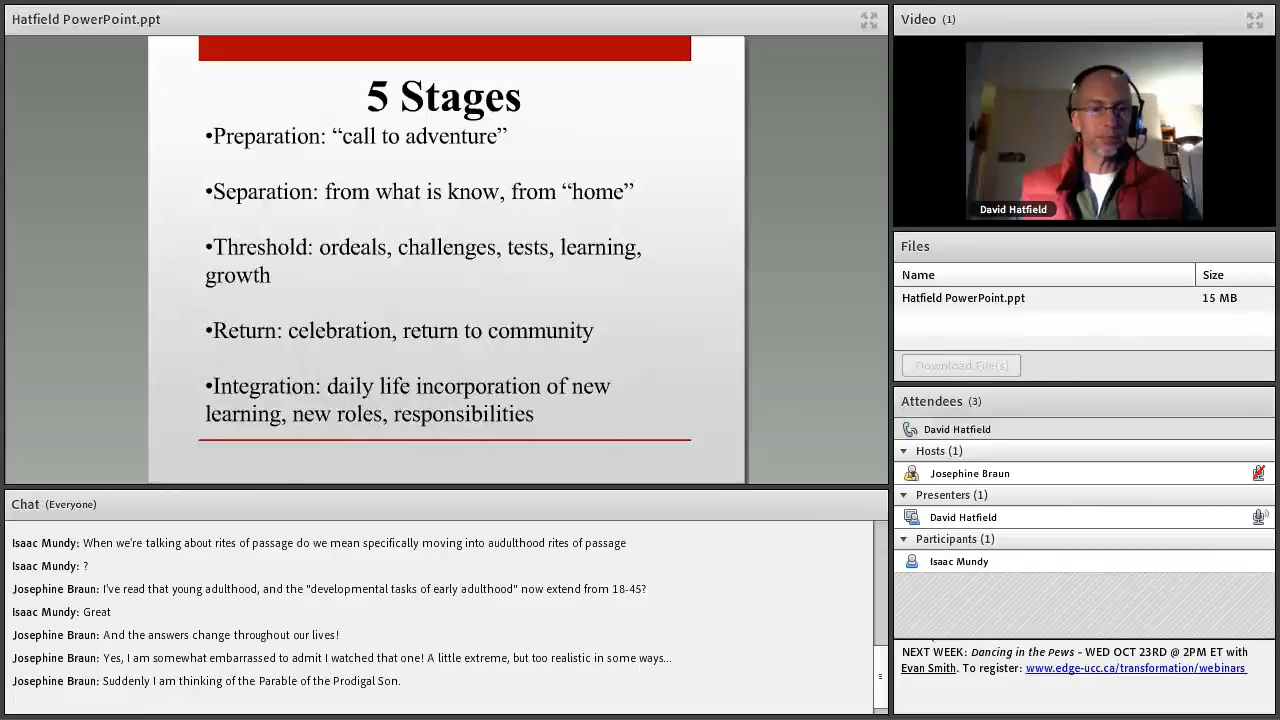 Hatfield PowerPoint.ppt
5 Stages
•Preparation: “call to adventure”
•Separation: from what is know, from “home”
•Threshold: ordeals, challenges, tests, learning,
growth
•Return: celebration, return to community
•Integration: daily life incorporation of new
learning, new roles, responsibilities
Chat (Everyone)
Isaac Mundy: When we're talking about rites of passage do we mean specifically moving into audulthood rites of passage
Isaac Mundy: ?
Josephine Braun: I've read that young adulthood, and the "developmental tasks of early adulthood" now extend from 18-45?
Isaac Mundy: Great
Josephine Braun: And the answers change throughout our lives!
Josephine Braun: Yes, I am somewhat embarrassed to admit I watched that one! A little extreme, but too realistic in some ways...
Josephine Braun: Suddenly I am thinking of the Parable of the Prodigal Son.
Video (1)
David Hatfield
Files
Name Size
Hatfield PowerPoint.ppt 15 MB
Download File(s)
Attendees (3)
David Hatfield
Hosts (1)
Josephine Braun
Presenters (1)
David Hatfield
Participants (1)
Isaac Mundy
NEXT WEEK: Dancing in the Pews - WED OCT 23RD @ 2PM ET with
Evan Smith. To register: www.edge-ucc.ca/transformation/webinars